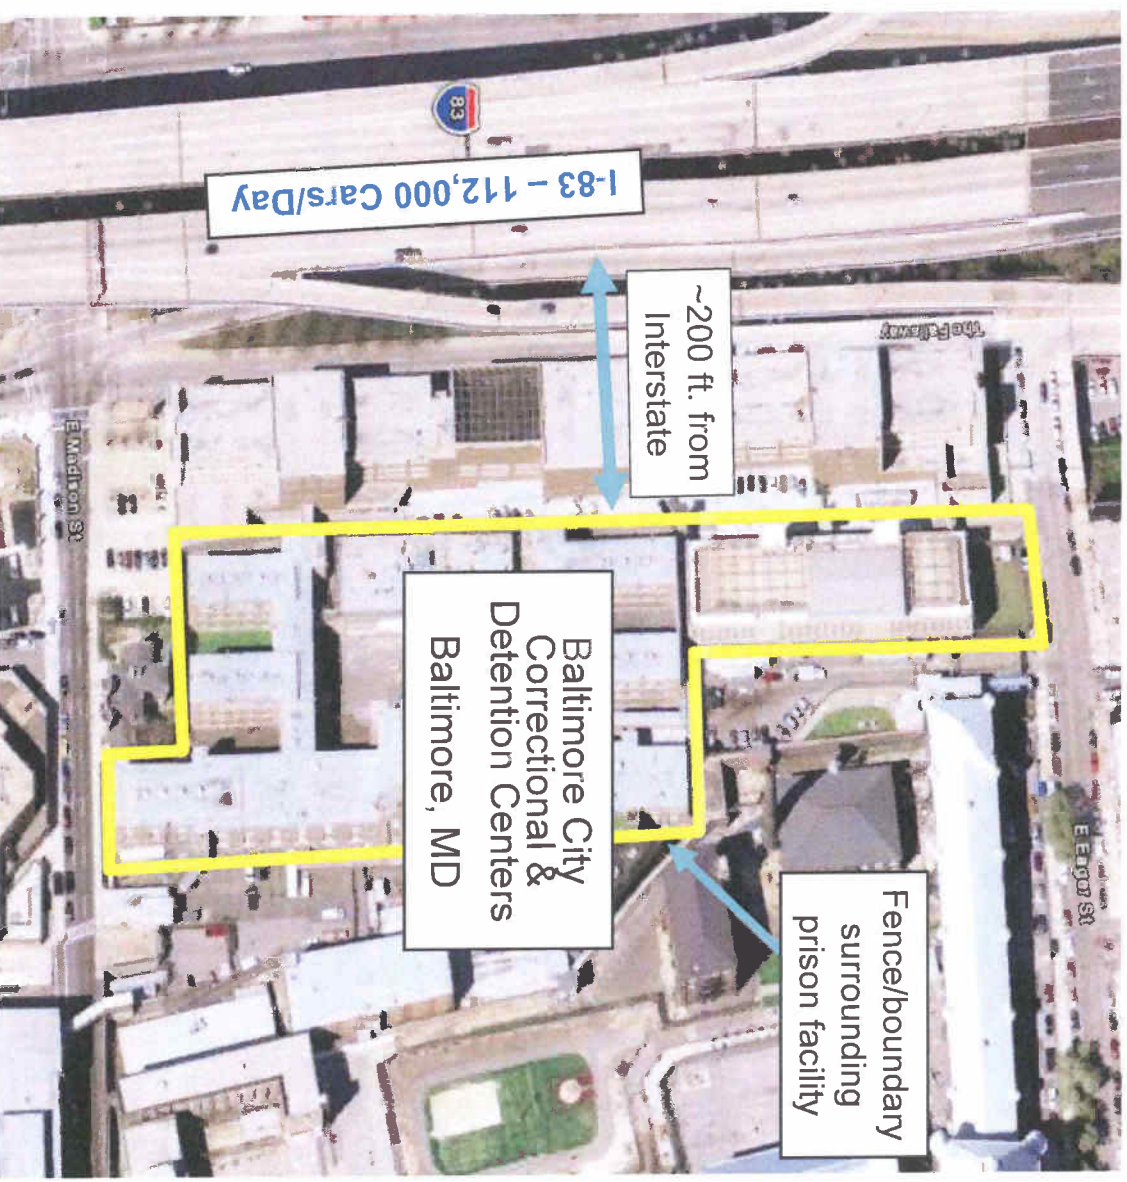 83
I-83 – 112,000 Cars/Day
~200 ft. from
Interstate
The Fallsway
E Madison St
Baltimore City
Correctional &
Detention Centers
Baltimore, MD
Fence/boundary
surrounding
prison facility
E Eager St